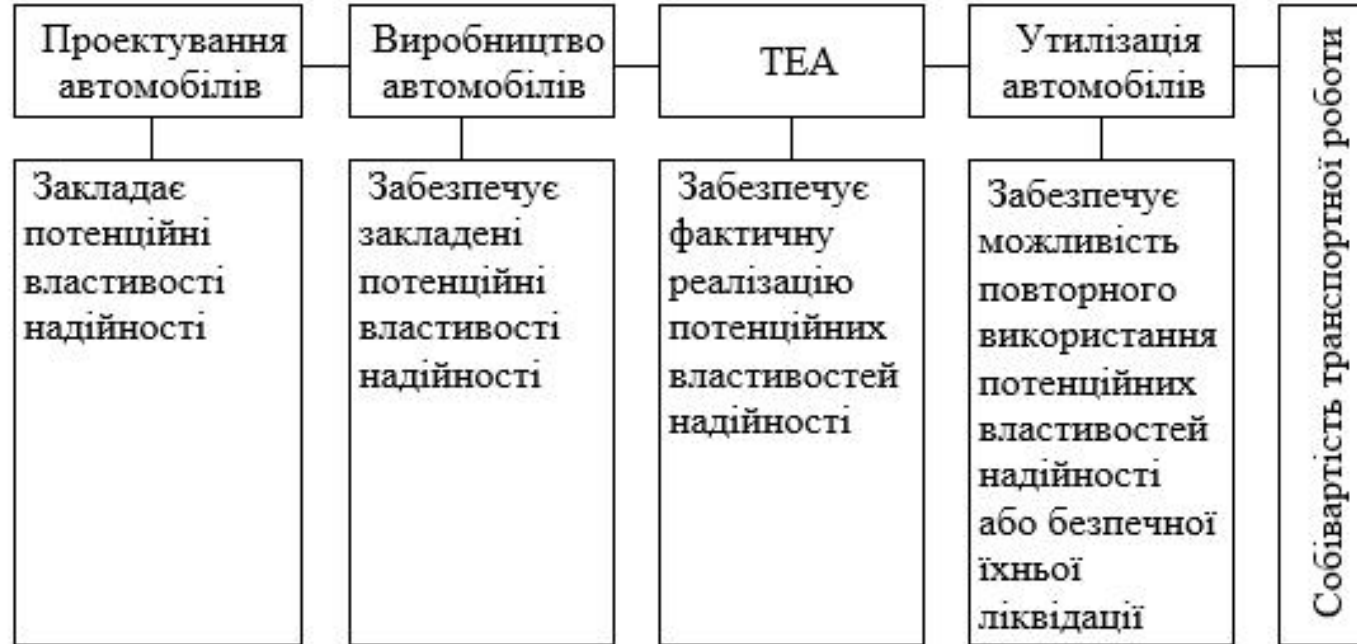 Проектування
автомобілів
Виробництво
автомобілів
ТЕА
Утилізація
автомобілів
Закладає
потенційні
властивості
надійності
Забезпечує
закладені
потенційні
властивості
надійності
Забезпечує
фактичну
реалізацію
потенційних
властивостей
надійності
Забезпечує
можливість
повторного
використання
потенційних
властивостей
надійності
або безпечної
їхньої
ліквідації
Собівартість транспортної роботи